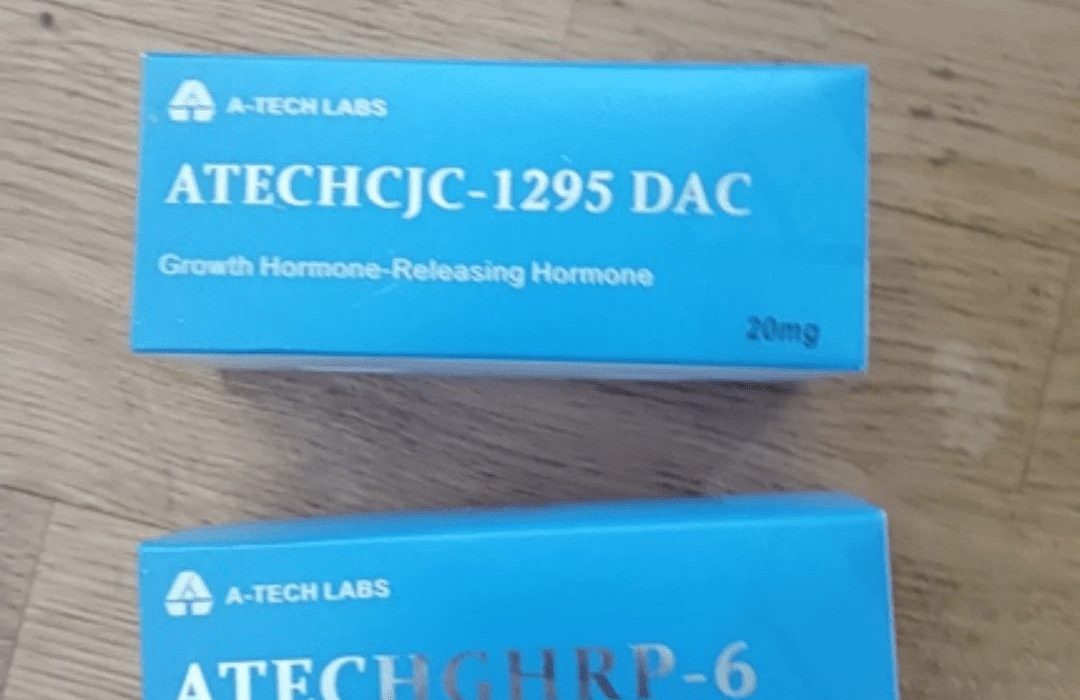 A-TECH LABS
ATECHCJC-1295 DAC
Growth Hormone-Releasing Hormone
20mg
A-TECH LABS
ATECHGHRP-6